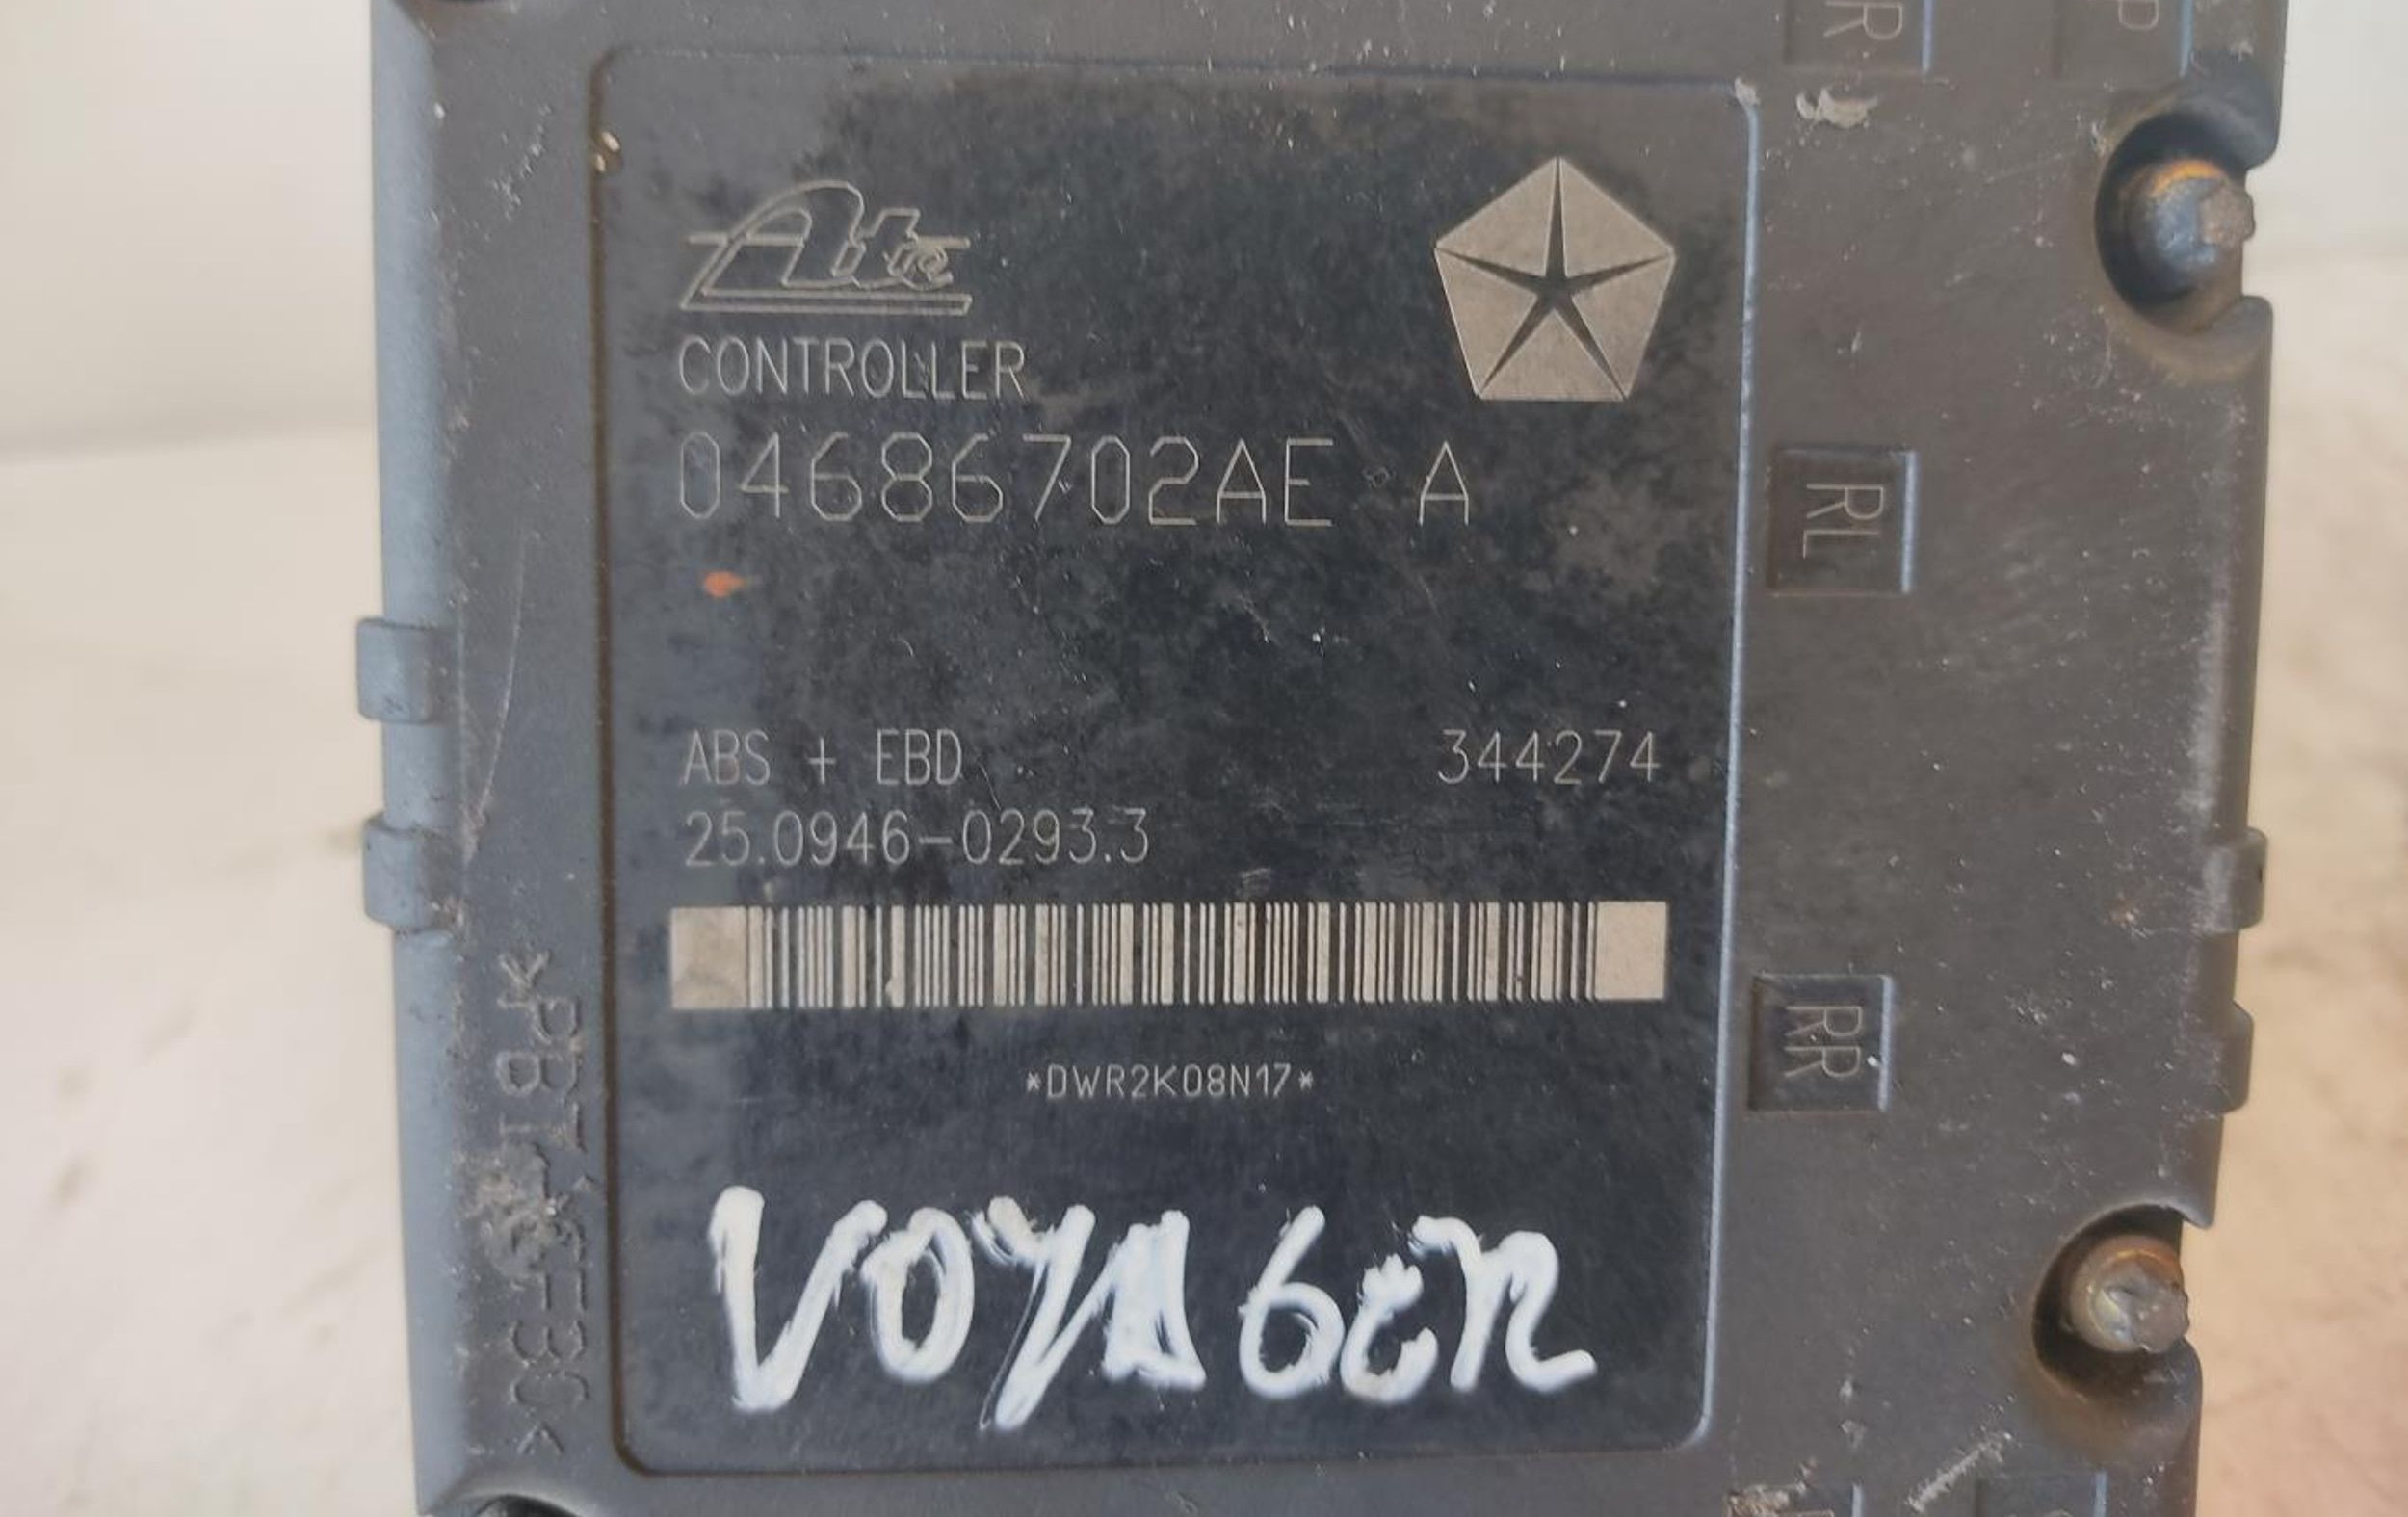 Ate
CONTROLLER
04686702AE A
ABS + EBD 344274
25.0946-0293.3
*DWR2K08N17*
VOYAGER
RL
RR